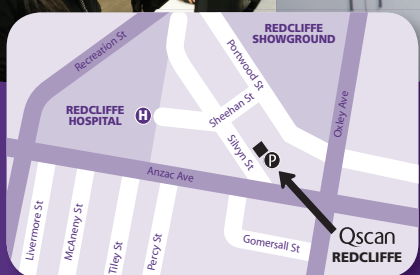 REDCLIFFE
SHOWGROUND
Recreation St
Portwood St
REDCLIFFE
HOSPITAL
H
Sheehan St
Oxley Ave
Silvyn St
P
Anzac Ave
Livermore St
McAneny St
Tiley St
Percy St
Gomersall St
Qscan
REDCLIFFE